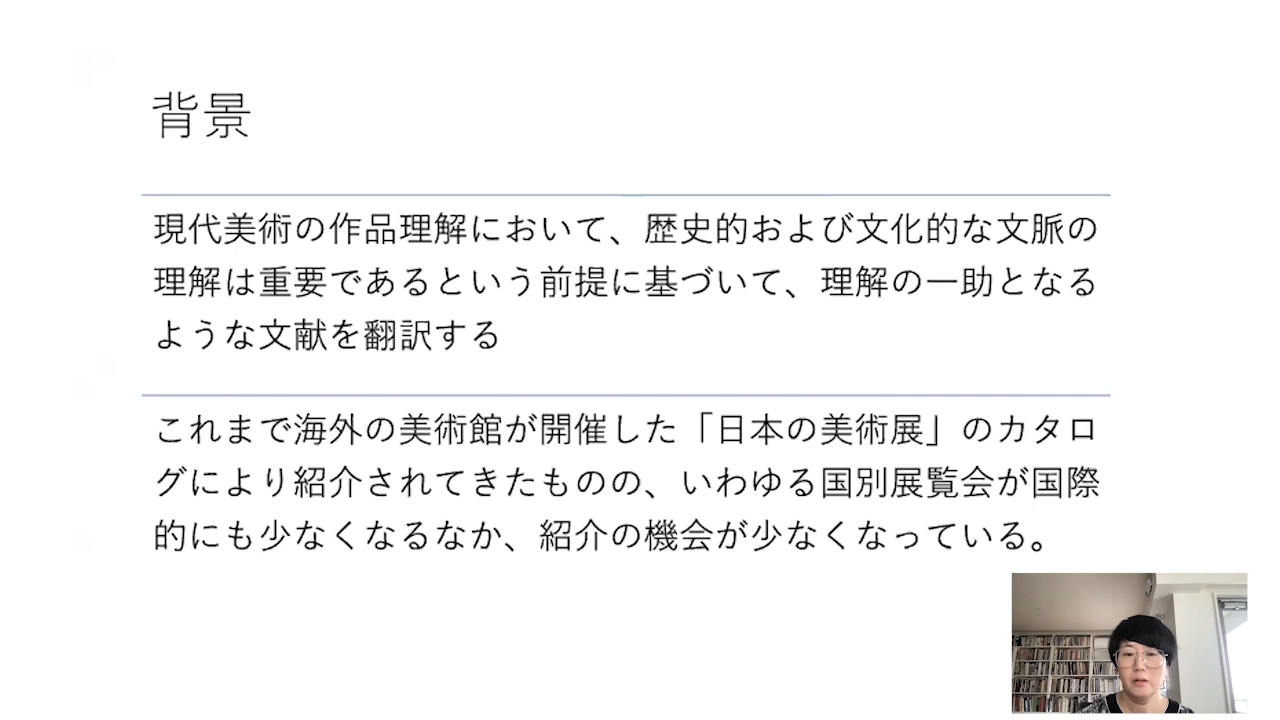 背景
現代美術の作品理解において、歴史的および文化的な文脈の
理解は重要であるという前提に基づいて、理解の一助となる
ような文献を翻訳する
これまで海外の美術館が開催した「日本の美術展」のカタロ
グにより紹介されてきたものの、いわゆる国別展覧会が国際
的にも少なくなるなか、紹介の機会が少なくなっている。